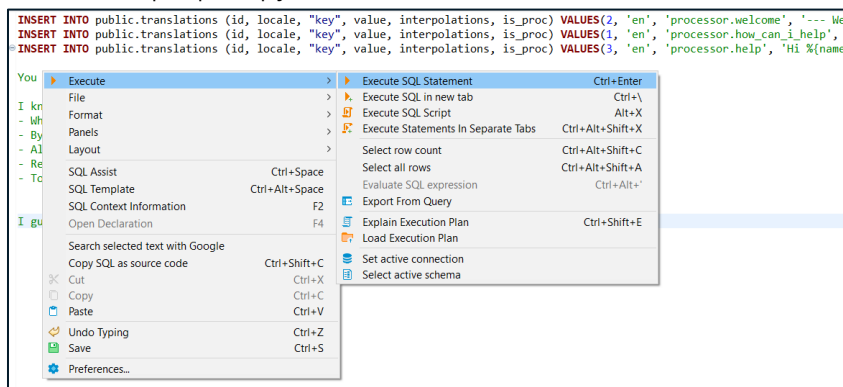 INSERT INTO public.translations (id, locale, "key", value, interpolations, is_proc) VALUES(2, 'en', 'processor.welcome', '--- We
INSERT INTO public.translations (id, locale, "key", value, interpolations, is_proc) VALUES(1, 'en', 'processor.how_can_i_help',
INSERT INTO public.translations (id, locale, "key", value, interpolations, is_proc) VALUES(3, 'en', 'processor.help', 'Hi %{name
You
I kn
- Wh
- By
- Al
- Re
- To
I gu
Execute
File
Format
Panels
Layout
SQL Assist Ctrl+Space
SQL Template Ctrl+Alt+Space
SQL Context Information F2
Open Declaration F4
Search selected text with Google
Copy SQL as source code Ctrl+Shift+C
Cut Ctrl+X
Copy Ctrl+C
Paste Ctrl+V
Undo Typing Ctrl+Z
Save Ctrl+S
Preferences...
Execute SQL Statement Ctrl+Enter
Execute SQL in new tab Ctrl+\
Execute SQL Script Alt+X
Execute Statements In Separate Tabs Ctrl+Alt+Shift+X
Select row count Ctrl+Alt+Shift+C
Select all rows Ctrl+Alt+Shift+A
Evaluate SQL expression Ctrl+Alt+'
Export From Query
Explain Execution Plan Ctrl+Shift+E
Load Execution Plan
Set active connection
Select active schema